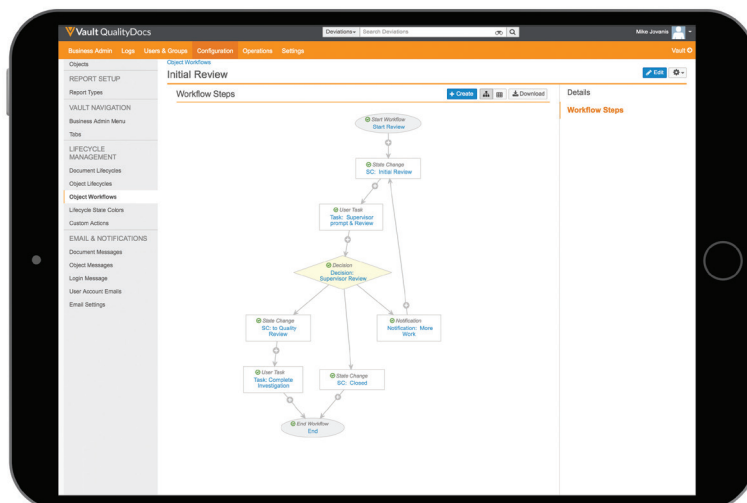 Vault QualityDocs
Deviations
Search Deviations
Mike Jovanis
Business Admin Logs Users & Groups Configuration Operations Settings
Vault
Objects
REPORT SETUP
Report Types
VAULT NAVIGATION
Business Admin Menu
Tabs
LIFECYCLE
MANAGEMENT
Document Lifecycles
Object Lifecycles
Object Workflows
Lifecycle State Colors
Custom Actions
EMAIL & NOTIFICATIONS
Document Messages
Object Messages
Login Message
User Account Emails
Email Settings
Object Workflows
Initial Review
Edit
Workflow Steps
+ Create
Download
Start Workflow
Start Review
State Change
SC: Initial Review
User Task
Task: Supervisor
prompt & Review
Decision
Decision:
Supervisor Review
State Change
SC: to Quality
Review
Notification
Notification: More
Work
User Task
Task: Complete
Investigation
State Change
SC: Closed
End Workflow
End
Details
Workflow Steps